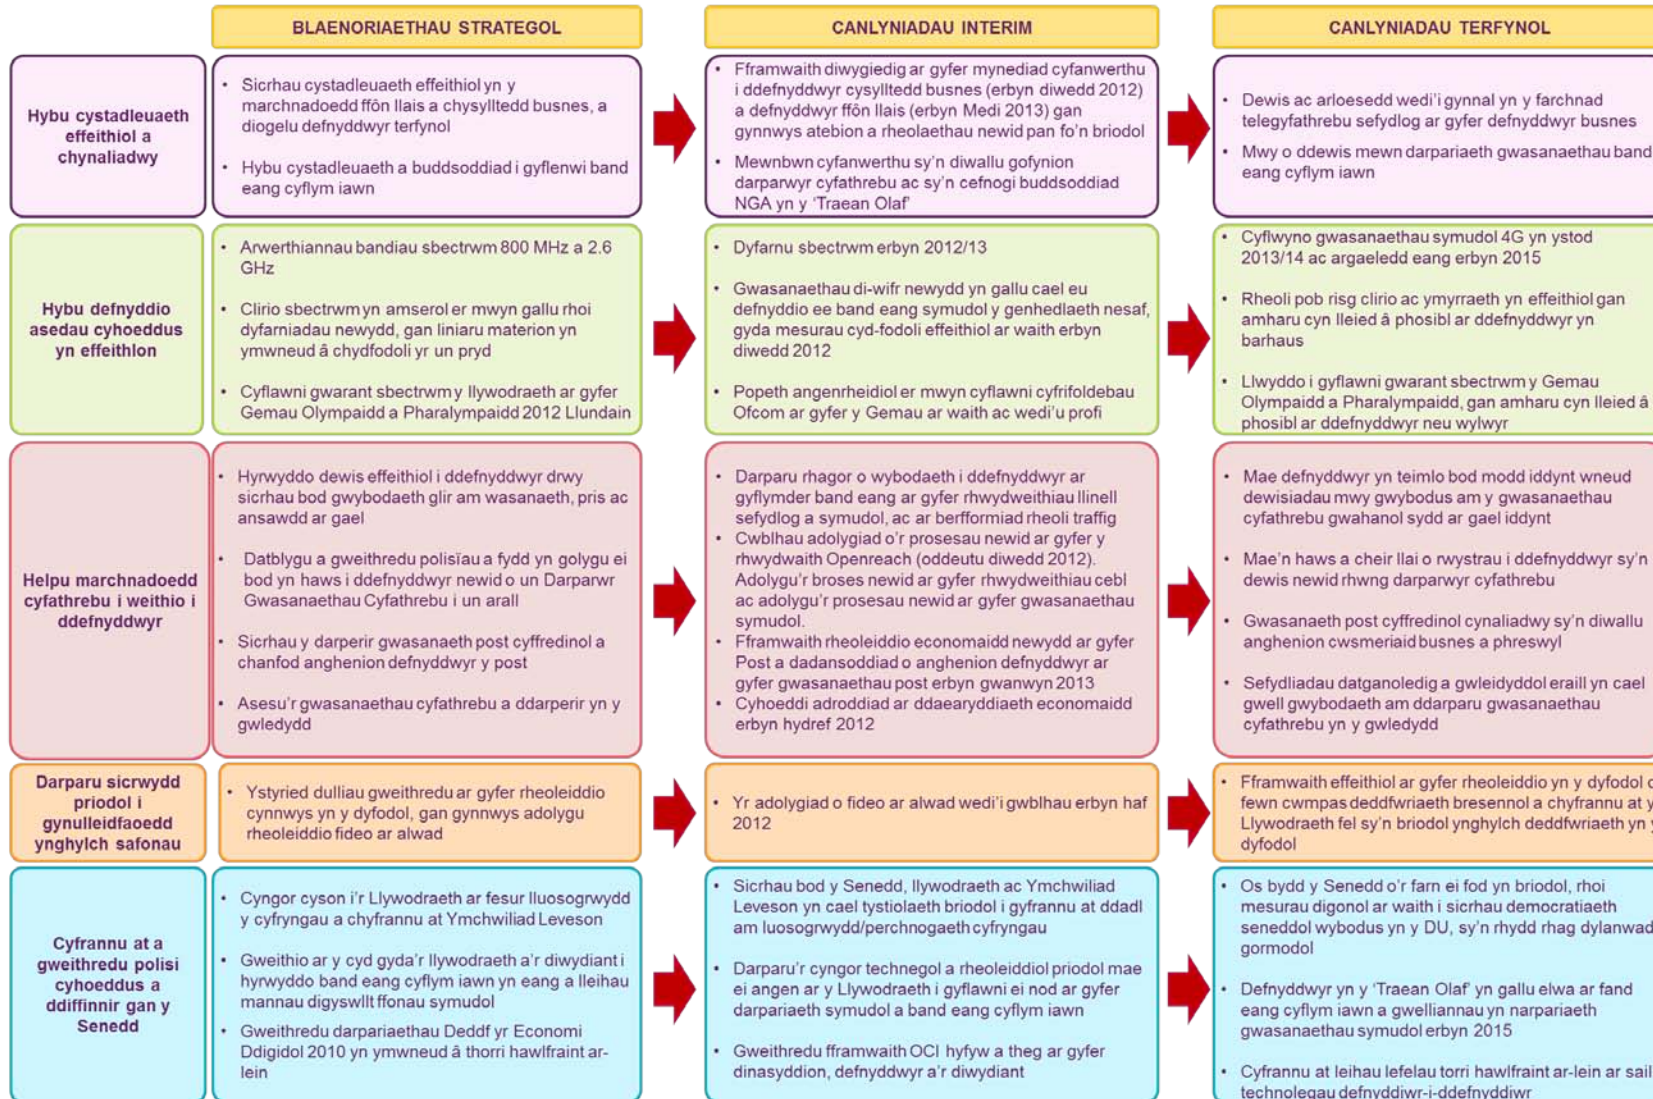 BLAENORIAETHAU STRATEGOL
CANLYNIADAU INTERIM
CANLYNIADAU TERFYNOL
Hybu cystadleuaeth
effeithiol a
chynaliadwy
• Sicrhau cystadleuaeth effeithiol yn y
marchnadoedd ffôn llais a chysylltedd busnes, a
diogelu defnyddwyr terfynol
• Hybu cystadleuaeth a buddsoddiad i gyflenwi band
eang cyflym iawn
• Fframwaith diwygiedig ar gyfer mynediad cyfanwerthu
i ddefnyddwyr cysylltedd busnes (erbyn diwedd 2012)
a defnyddwyr ffôn llais (erbyn Medi 2013) gan
gynnwys atebion a rheolaethau newid pan fo'n briodol
• Mewnbwn cyfanwerthu sy'n diwallu gofynion
darparwyr cyfathrebu ac sy'n cefnogi buddsoddiad
NGA yn y 'Traean Olaf'
• Dewis ac arloesedd wedi'i gynnal yn y farchnad
telegyfathrebu sefydlog ar gyfer defnyddwyr busnes
• Mwy o ddewis mewn darpariaeth gwasanaethau band
eang cyflym iawn
Hybu defnyddio
asedau cyhoeddus
yn effeithlon
• Arwerthiannau bandiau sbectrwm 800 MHz a 2.6
GHz
• Clirio sbectrwm yn amserol er mwyn gallu rhoi
dyfarniadau newydd, gan liniaru materion yn
ymwneud â chydfodoli yr un pryd
• Cyflawni gwarant sbectrwm y llywodraeth ar gyfer
Gemau Olympaidd a Pharalympaidd 2012 Llundain
• Dyfarnu sbectrwm erbyn 2012/13
• Gwasanaethau di-wifr newydd yn gallu cael eu
defnyddio ee band eang symudol y genhedlaeth nesaf,
gyda mesurau cyd-fodoli effeithiol ar waith erbyn
diwedd 2012
• Popeth angenrheidiol er mwyn cyflawni cyfrifoldebau
Ofcom ar gyfer y Gemau ar waith ac wedi'u profi
• Cyflwyno gwasanaethau symudol 4G yn ystod
2013/14 ac argaeledd eang erbyn 2015
• Rheoli pob risg clirio ac ymyrraeth yn effeithiol gan
amharu cyn lleied â phosibl ar ddefnyddwyr yn
barhaus
• Llwyddo i gyflawni gwarant sbectrwm y Gemau
Olympaidd a Pharalympaidd, gan amharu cyn lleied â
phosibl ar ddefnyddwyr neu wylwyr
Helpu marchnadoedd
cyfathrebu i weithio i
ddefnyddwyr
• Hyrwyddo dewis effeithiol i ddefnyddwyr drwy
sicrhau bod gwybodaeth glir am wasanaeth, pris ac
ansawdd ar gael
• Datblygu a gweithredu polisïau a fydd yn golygu ei
bod yn haws i ddefnyddwyr newid o un Darparwr
Gwasanaethau Cyfathrebu i un arall
• Sicrhau y darperir gwasanaeth post cyffredinol a
chanfod anghenion defnyddwyr y post
• Asesu'r gwasanaethau cyfathrebu a ddarperir yn y
gwledydd
• Darparu rhagor o wybodaeth i ddefnyddwyr ar
gyflymder band eang ar gyfer rhwydweithiau llinell
sefydlog a symudol, ac ar berfformiad rheoli traffig
• Cwblhau adolygiad o'r prosesau newid ar gyfer y
rhwydwaith Openreach (oddeutu diwedd 2012).
Adolygu'r broses newid ar gyfer rhwydweithiau cebl
ac adolygu'r prosesau newid ar gyfer gwasanaethau
symudol.
• Fframwaith rheoleiddio economaidd newydd ar gyfer
Post a dadansoddiad o anghenion defnyddwyr ar
gyfer gwasanaethau post erbyn gwanwyn 2013
• Cyhoeddi adroddiad ar ddaearyddiaeth economaidd
erbyn hydref 2012
• Mae defnyddwyr yn teimlo bod modd iddynt wneud
dewisiadau mwy gwybodus am y gwasanaethau
cyfathrebu gwahanol sydd ar gael iddynt
• Mae'n haws a cheir llai o rwystrau i ddefnyddwyr sy'n
dewis newid rhwng darparwyr cyfathrebu
• Gwasanaeth post cyffredinol cynaliadwy sy'n diwallu
anghenion cwsmeriaid busnes a phreswyl
• Sefydliadau datganoledig a gwleidyddol eraill yn cael
gwell gwybodaeth am ddarparu gwasanaethau
cyfathrebu yn y gwledydd
Darparu sicrwydd
priodol i
gynulleidfaoedd
ynghylch safonau
• Ystyried dulliau gweithredu ar gyfer rheoleiddio
cynnwys yn y dyfodol, gan gynnwys adolygu
rheoleiddio fideo ar alwad
• Yr adolygiad o fideo ar alwad wedi'i gwblhau erbyn haf
2012
• Fframwaith effeithiol ar gyfer rheoleiddio yn y dyfodol
fewn cwmpas deddfwriaeth bresennol a chyfrannu at y
Llywodraeth fel sy'n briodol ynghylch deddfwriaeth yn y
dyfodol
Cyfrannu at a
gweithredu polisi
cyhoeddus a
ddiffinnir gan y
Senedd
• Cyngor cyson i'r Llywodraeth ar fesur lluosogrwydd
y cyfryngau a chyfrannu at Ymchwiliad Leveson
• Gweithio ar y cyd gyda'r llywodraeth a'r diwydiant i
hyrwyddo band eang cyflym iawn yn eang a lleihau
mannau digyswllt ffonau symudol
• Gweithredu darpariaethau Deddf yr Economi
Ddigidol 2010 yn ymwneud â thorri hawlfraint ar-
lein
• Sicrhau bod y Senedd, llywodraeth ac Ymchwiliad
Leveson yn cael tystiolaeth briodol i gyfrannu at ddadl
am luosogrwydd/perchnogaeth cyfryngau
• Darparu'r cyngor technegol a rheoleiddiol priodol mae
ei angen ar y Llywodraeth i gyflawni ei nod ar gyfer
darpariaeth symudol a band eang cyflym iawn
• Gweithredu fframwaith OCI hyfyw a theg ar gyfer
dinasyddion, defnyddwyr a'r diwydiant
• Os bydd y Senedd o'r farn ei fod yn briodol, rhoi
mesurau digonol ar waith i sicrhau democratiaeth
seneddol wybodus yn y DU, sy'n rhydd rhag dylanwad
gormodol
• Defnyddwyr yn y 'Traean Olaf' yn gallu elwa ar fand
eang cyflym iawn a gwelliannau yn narpariaeth
gwasanaethau symudol erbyn 2015
• Cyfrannu at leihau lefelau torri hawlfraint ar-lein ar sail
technolegau defnyddiwr-i-ddefnyddiwr